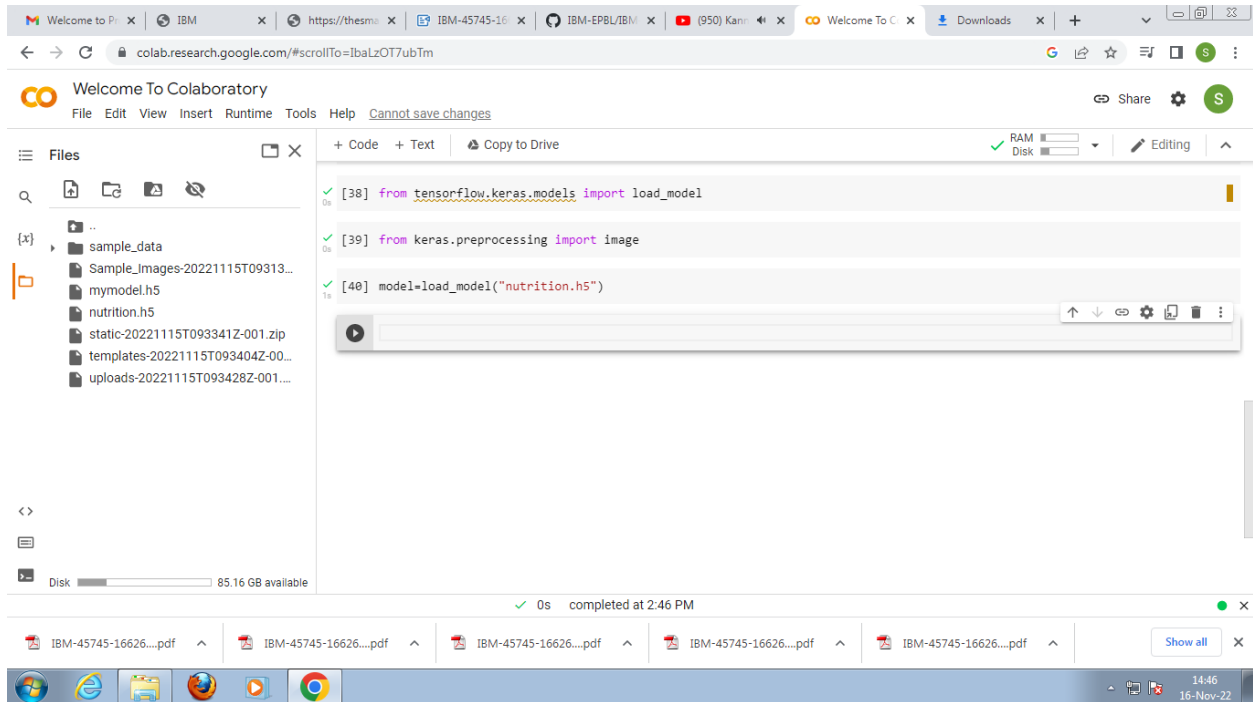 Welcome to Po
IBM
https://thesma
IBM-45745-16
IBM-EPBL/IBM
(950) Kann
Welcome To C
Downloads
colab.research.google.com/#scrollTo=IbaLzOT7ubTm
G
S
CO
Welcome To Colaboratory
File Edit View Insert Runtime Tools Help Cannot save changes
Share
S
Files
+ Code + Text Copy to Drive
RAM
Disk
Editing
{x}
..
sample_data
Sample_Images-20221115T09313...
mymodel.h5
nutrition.h5
static-20221115T093341Z-001.zip
templates-20221115T093404Z-00...
uploads-20221115T093428Z-001....
[38] from tensorflow.keras.models import load_model
0s
[39] from keras.preprocessing import image
0s
[40] model=load_model("nutrition.h5")
1s
<>
Disk 85.16 GB available
0s completed at 2:46 PM
IBM-45745-16626....pdf
IBM-45745-16626....pdf
IBM-45745-16626....pdf
IBM-45745-16626....pdf
IBM-45745-16626....pdf
Show all
14:46
16-Nov-22